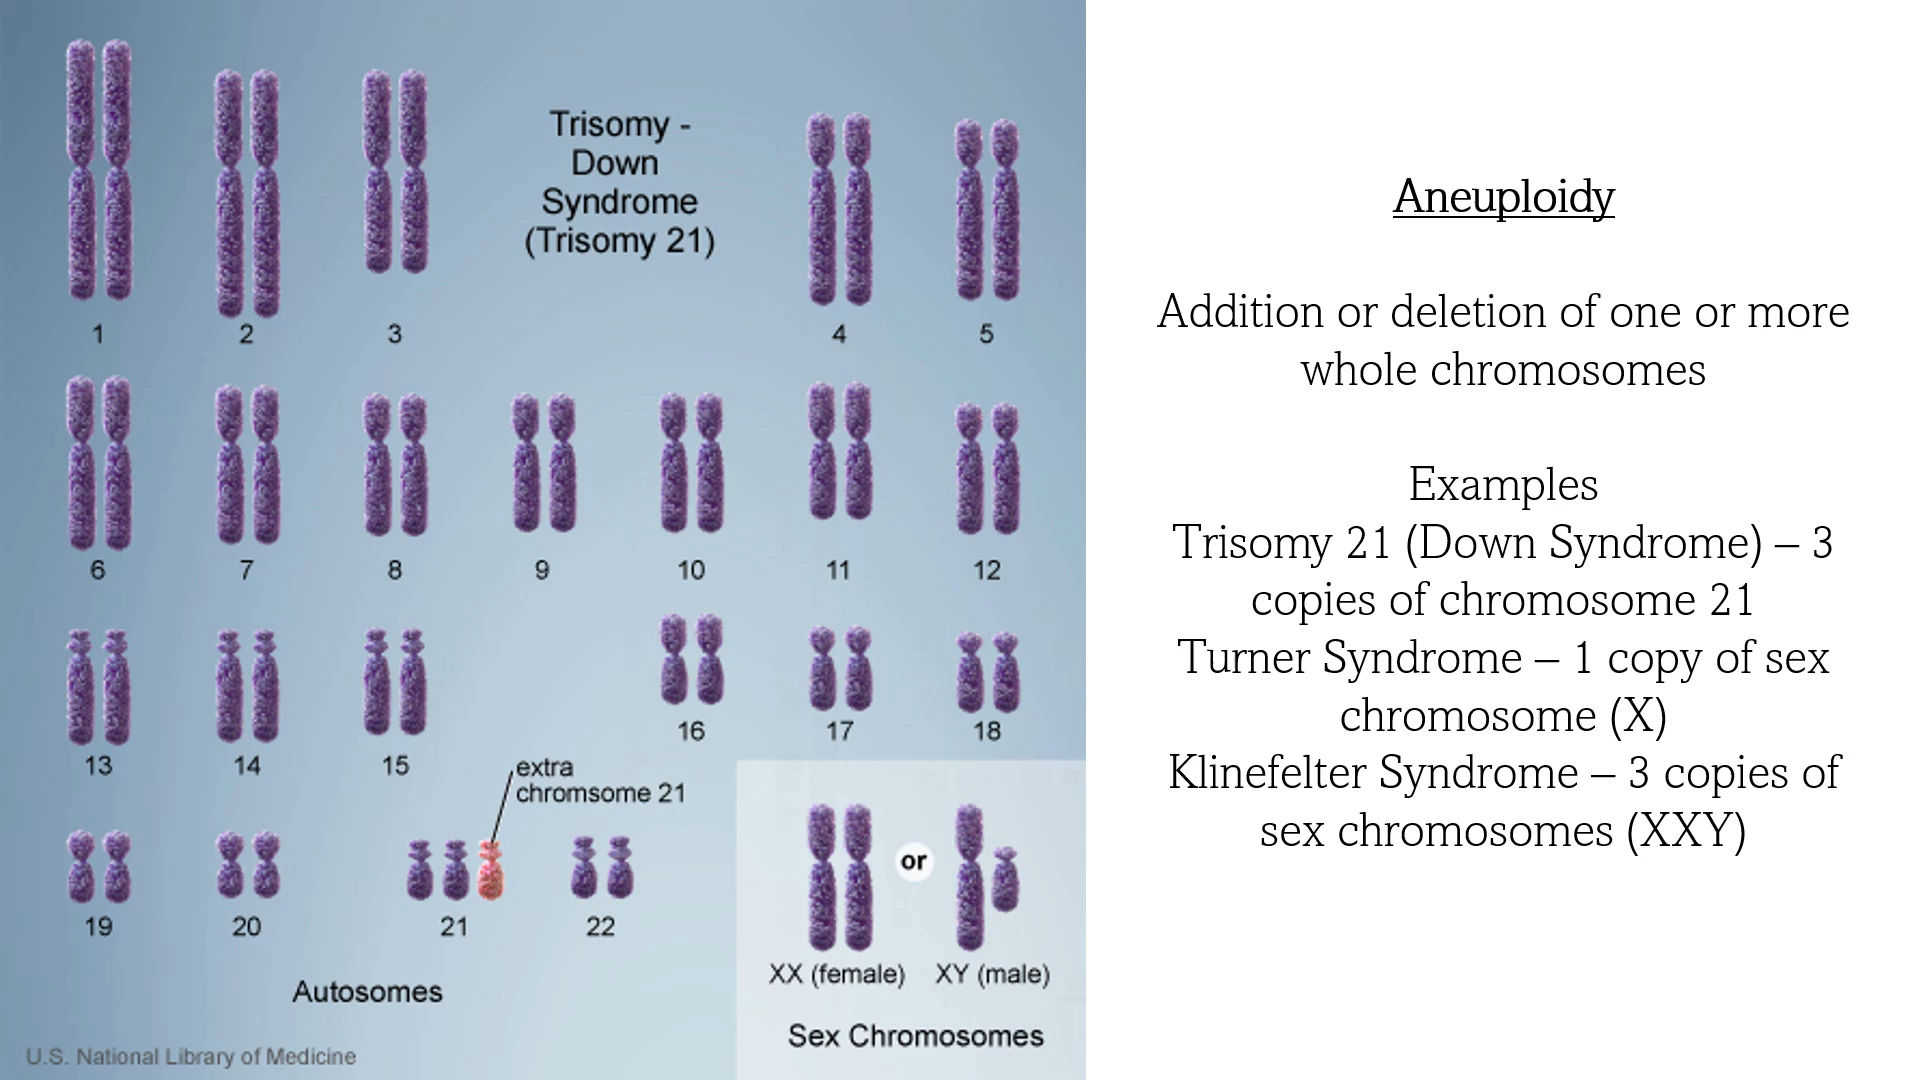 Trisomy -
Down
Syndrome
(Trisomy 21)
1
2
3
4
5
6
7
8
9
10
11
12
13
14
15
16
17
18
extra
chromsome 21
19
20
21
22
or
XX (female)
XY (male)
Autosomes
Sex Chromosomes
U.S. National Library of Medicine
Aneuploidy
Addition or deletion of one or more
whole chromosomes
Examples
Trisomy 21 (Down Syndrome) – 3
copies of chromosome 21
Turner Syndrome – 1 copy of sex
chromosome (X)
Klinefelter Syndrome – 3 copies of
sex chromosomes (XXY)